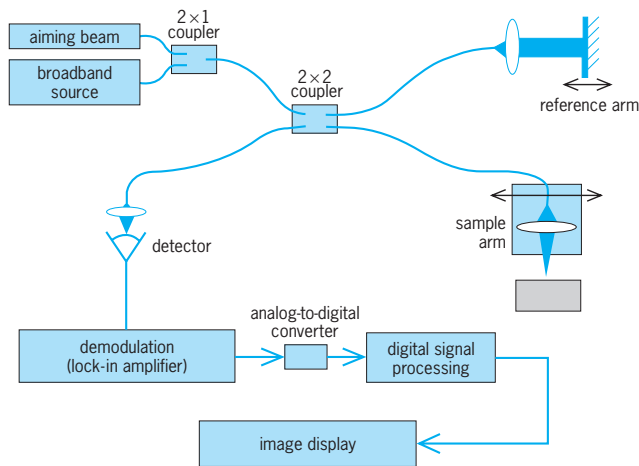 2 × 1
coupler
aiming beam
broadband
source
2 × 2
coupler
reference arm
sample
arm
detector
analog-to-digital
converter
demodulation
(lock-in amplifier)
digital signal
processing
image display